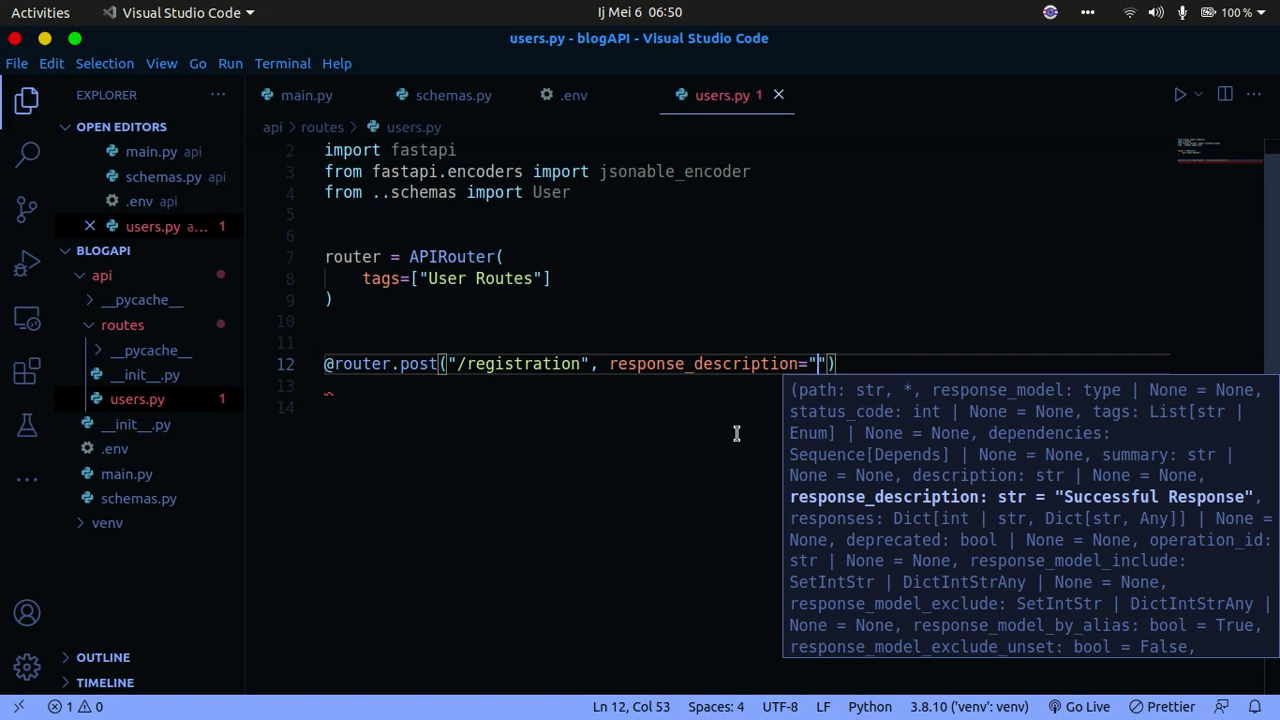 Activities
Visual Studio Code
Ij Mei 6 06:50
100 %
users.py - blogAPI - Visual Studio Code
File Edit Selection View Go Run Terminal Help
EXPLORER
OPEN EDITORS
main.py api
schemas.py api
.env api
users.py a... 1
BLOGAPI
api
__pycache__
routes
__pycache__
__init__.py
users.py 1
__init__.py
.env
main.py
schemas.py
venv
OUTLINE
TIMELINE
main.py
schemas.py
.env
users.py 1
api routes users.py
2 import fastapi
3 from fastapi.encoders import jsonable_encoder
4 from ..schemas import User
5
6
7 router = APIRouter(
8 tags=["User Routes"]
9 )
10
11
12 @router.post("/registration", response_description="")
13
14
(path: str, *, response_model: type | None = None,
status_code: int | None = None, tags: List[str |
Enum] | None = None, dependencies:
Sequence[Depends] | None = None, summary: str |
None = None, description: str | None = None,
response_description: str = "Successful Response",
responses: Dict[int | str, Dict[str, Any]] | None =
None, deprecated: bool | None = None, operation_id:
str | None = None, response_model_include:
SetIntStr | DictIntStrAny | None = None,
response_model_exclude: SetIntStr | DictIntStrAny |
None = None, response_model_by_alias: bool = True,
response_model_exclude_unset: bool = False,
1 0
Ln 12, Col 53
Spaces: 4
UTF-8
LF
Python
3.8.10 ('venv': venv)
Go Live
Prettier